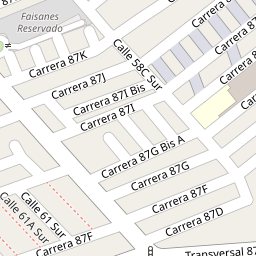 Faisanes
Reservado
Carrera 87K
Calle 58C Sur
Carrera 87J
Carrera 87I Bis
Carrera 87I
Carrera 87G Bis A
Carrera 87G
Carrera 87F
Carrera 87D
Calle 61 Sur
Calle 61A Sur
Carrera 87F
Transversal 87